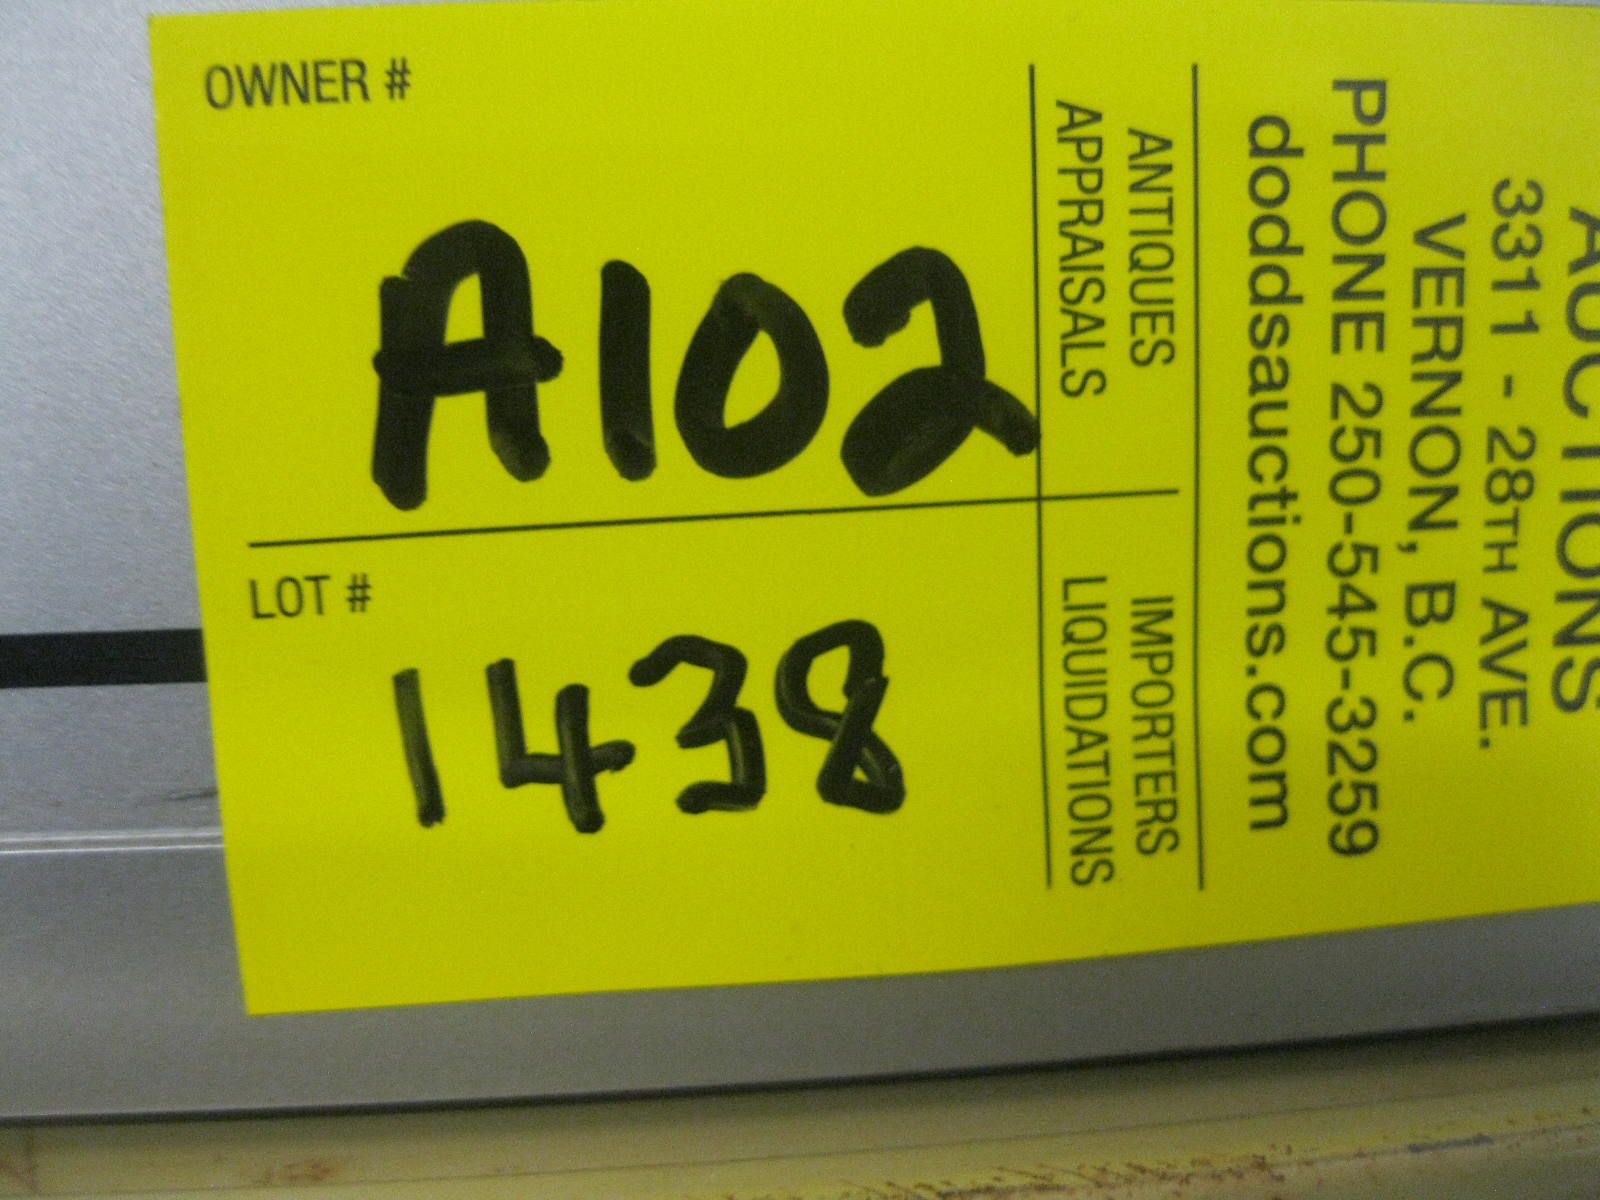 OWNER #
A102
LOT #
1438
AUCTIONS
3311 - 28TH AVE.
VERNON, B.C.
PHONE 250-545-3259
doddsauctions.com
ANTIQUES IMPORTERS
APPRAISALS LIQUIDATIONS